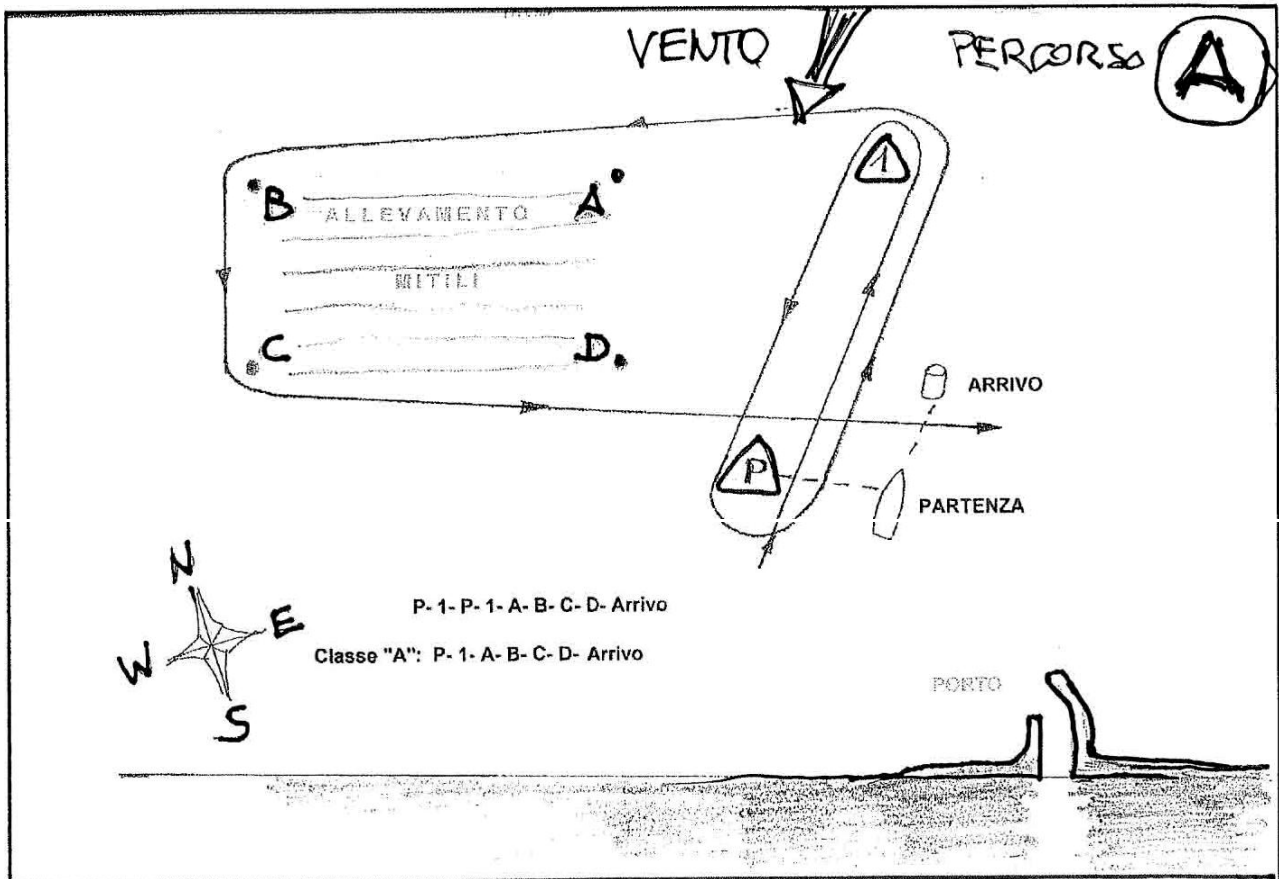 VENTO
PERCORSO A
1
B
A
ALLEVAMENTO
MITILI
C
D
ARRIVO
P
PARTENZA
N
E
W
S
P- 1- P- 1- A- B- C- D- Arrivo
Classe "A": P- 1- A- B- C- D- Arrivo
PORTO